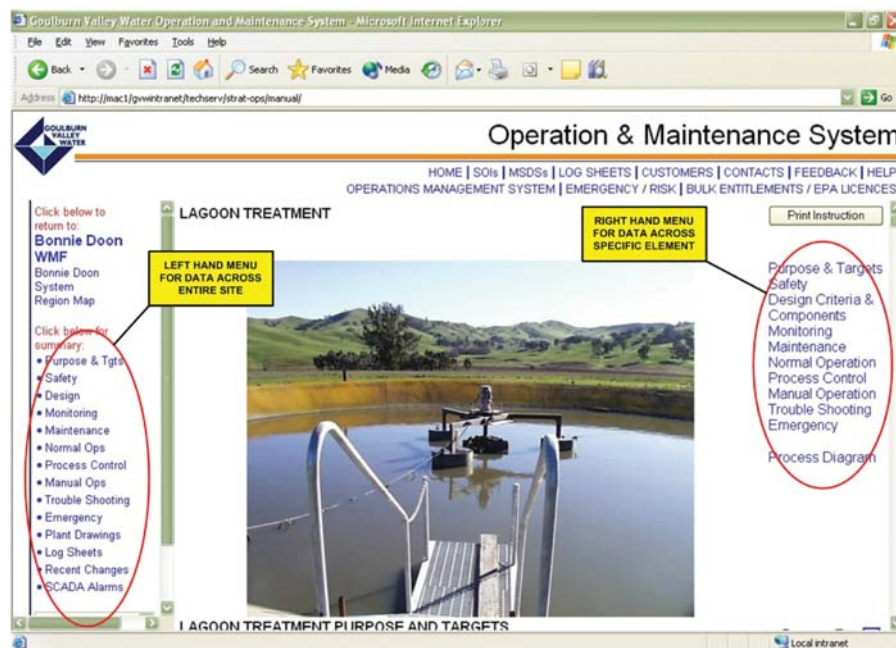 Goulburn Valley Water Operation and Maintenance System - Microsoft Internet Explorer
File Edit View Favorites Tools Help
Back Search Favorites Media
Address http://mac1/gvwintranet/techserv/strat-ops/manual/ Go
GOULBURN
VALLEY
WATER
Operation & Maintenance System
HOME | SOIs | MSDSs | LOG SHEETS | CUSTOMERS | CONTACTS | FEEDBACK | HELP
OPERATIONS MANAGEMENT SYSTEM | EMERGENCY / RISK | BULK ENTITLEMENTS / EPA LICENCES
Click below to
return to:
Bonnie Doon
WMF
Bonnie Doon
System
Region Map
Click below for
summary:
• Purpose & Tgts
• Safety
• Design
• Monitoring
• Maintenance
• Normal Ops
• Process Control
• Manual Ops
• Trouble Shooting
• Emergency
• Plant Drawings
• Log Sheets
• Recent Changes
• SCADA Alarms
LEFT HAND MENU
FOR DATA ACROSS
ENTIRE SITE
LAGOON TREATMENT
RIGHT HAND MENU
FOR DATA ACROSS
SPECIFIC ELEMENT
Print Instruction
Purpose & Targets
Safety
Design Criteria &
Components
Monitoring
Maintenance
Normal Operation
Process Control
Manual Operation
Trouble Shooting
Emergency
Process Diagram
LAGOON TREATMENT PURPOSE AND TARGETS
Local intranet